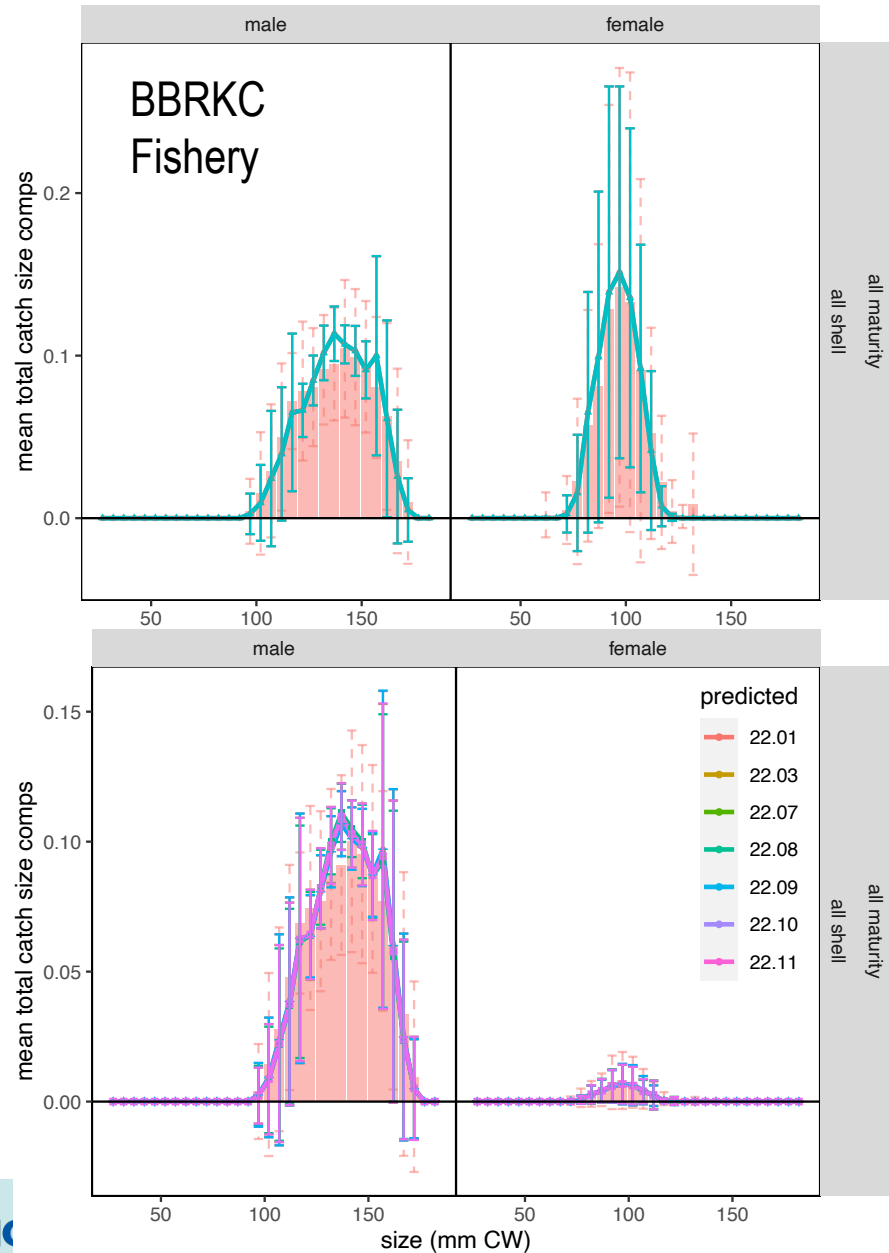 male
female
BBRKC
Fishery
mean total catch size comps
0.2
0.1
0.0
all maturity
all shell
50
100
150
50
100
150
male
female
mean total catch size comps
0.15
0.10
0.05
0.00
predicted
22.01
22.03
22.07
22.08
22.09
22.10
22.11
all maturity
all shell
50
100
150
50
100
150
size (mm CW)